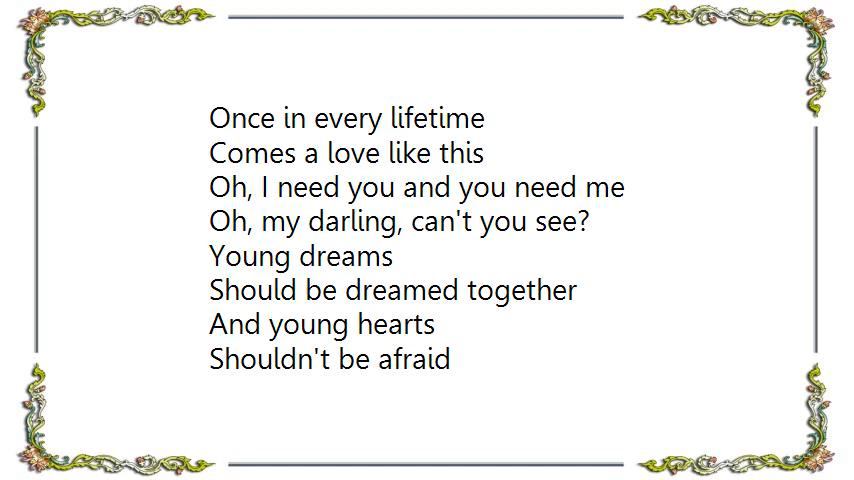 Once in every lifetime
Comes a love like this
Oh, I need you and you need me
Oh, my darling, can't you see?
Young dreams
Should be dreamed together
And young hearts
Shouldn't be afraid